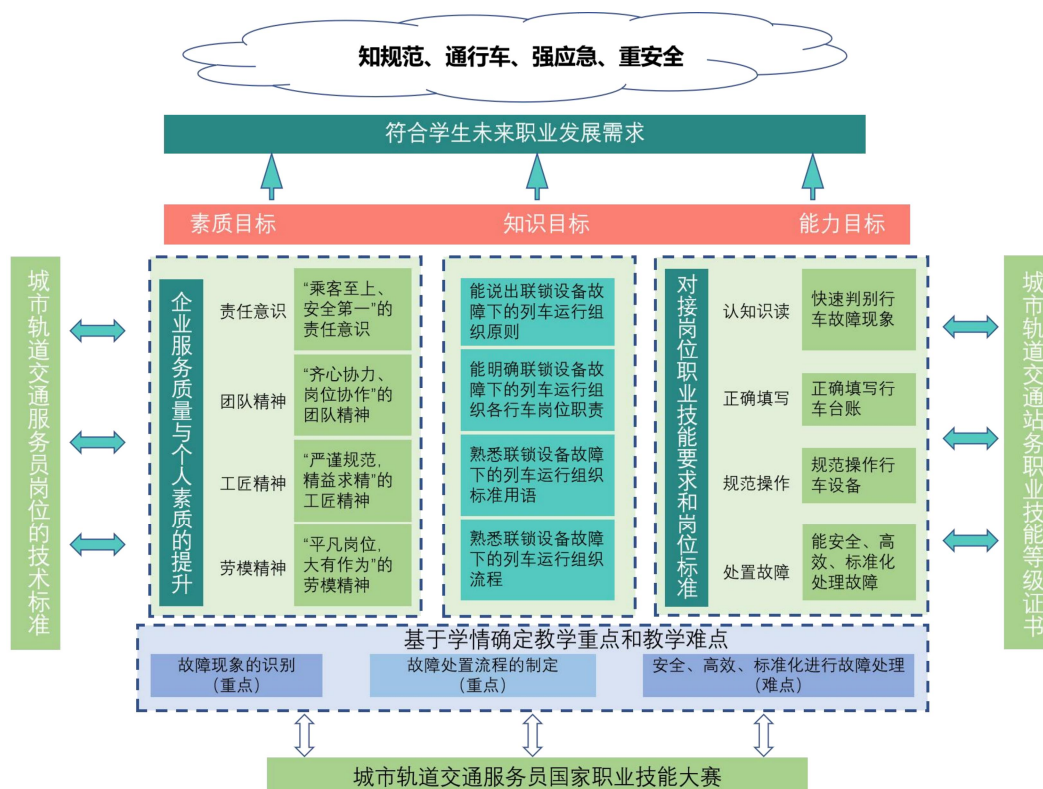 知规范、通行车、强应急、重安全
符合学生未来职业发展需求
素质目标
知识目标
能力目标
城市轨道交通服务员岗位的技术标准
企业服务质量与个人素质的提升
责任意识
“乘客至上、
安全第一”的
责任意识
团队精神
“齐心协力、
岗位协作”的
团队精神
工匠精神
“严谨规范，
精益求精”的
工匠精神
劳模精神
“平凡岗位，
大有作为”的
劳模精神
能说出联锁设备故
障下的列车运行组
织原则
能明确联锁设备故
障下的列车运行组
织各行车岗位职责
熟悉联锁设备故障
下的列车运行组织
标准用语
熟悉联锁设备故障
下的列车运行组织
流程
对接岗位职业技能要求和岗位标准
认知识读
快速判别行
车故障现象
正确填写
正确填写行
车台账
规范操作
规范操作行
车设备
处置故障
能安全、高
效、标准化
处理故障
城市轨道交通站务职业技能等级证书
基于学情确定教学重点和教学难点
故障现象的识别
（重点）
故障处置流程的制定
（重点）
安全、高效、标准化进行故障处理
（难点）
城市轨道交通服务员国家职业技能大赛